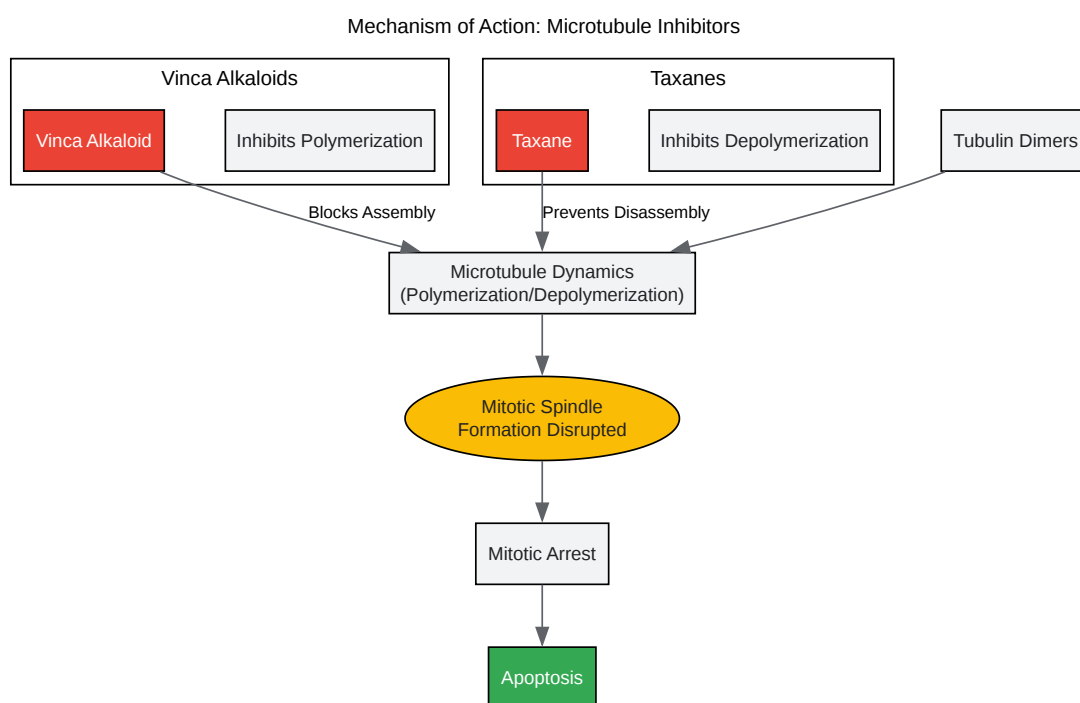 Mechanism of Action: Microtubule Inhibitors
Vinca Alkaloids
Taxanes
Vinca Alkaloid
Inhibits Polymerization
Taxane
Inhibits Depolymerization
Tubulin Dimers
Blocks Assembly
Prevents Disassembly
Microtubule Dynamics
(Polymerization/Depolymerization)
Mitotic Spindle
Formation Disrupted
Mitotic Arrest
Apoptosis